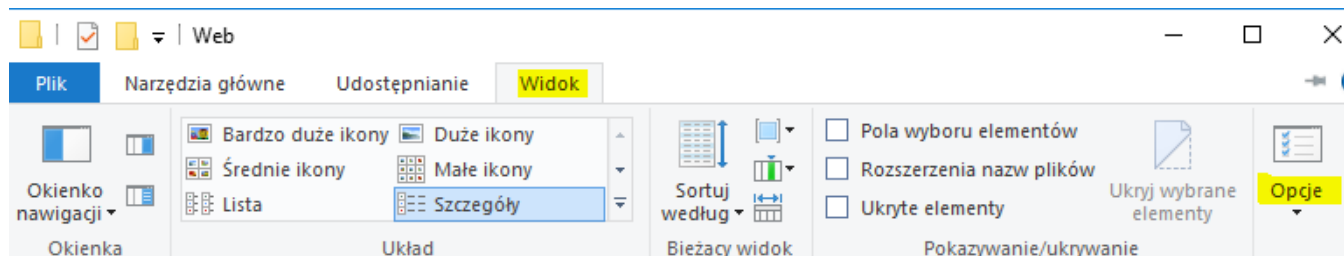 Web
Plik Narzędzia główne Udostępnianie Widok
Bardzo duże ikony Duże ikony
Średnie ikony Małe ikony
Lista Szczegóły
Okienko
nawigacji
Sortuj
według
Pola wyboru elementów
Rozszerzenia nazw plików
Ukryte elementy
Ukryj wybrane
elementy
Opcje
Okienka Układ Bieżący widok Pokazywanie/ukrywanie